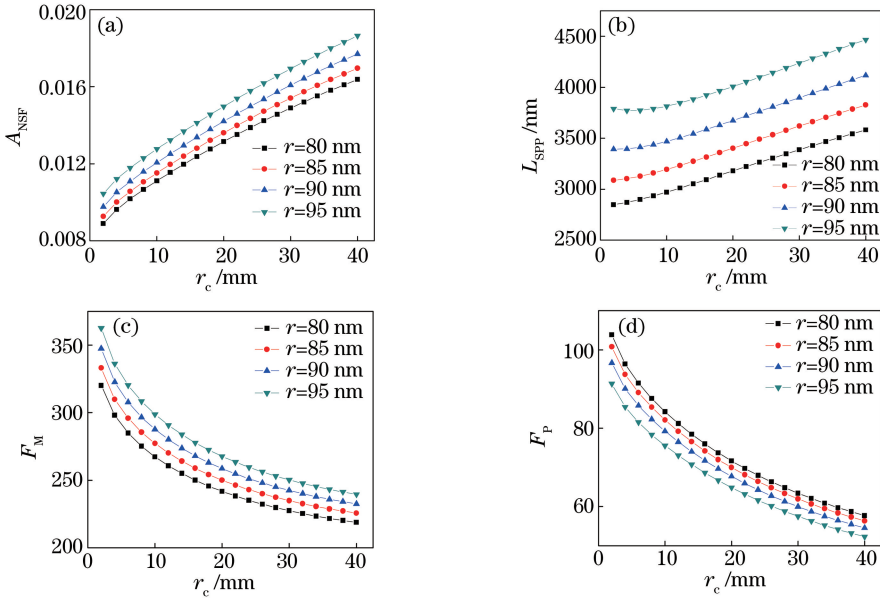 (a)
0.020
0.016
0.012
0.008
A_NSF
r=80 nm
r=85 nm
r=90 nm
r=95 nm
0 10 20 30 40
r_c /mm
(b)
4500
4000
3500
3000
2500
L_SPP /nm
r=80 nm
r=85 nm
r=90 nm
r=95 nm
0 10 20 30 40
r_c /mm
(c)
350
300
250
200
F_M
r=80 nm
r=85 nm
r=90 nm
r=95 nm
0 10 20 30 40
r_c /mm
(d)
100
80
60
F_P
r=80 nm
r=85 nm
r=90 nm
r=95 nm
0 10 20 30 40
r_c /mm